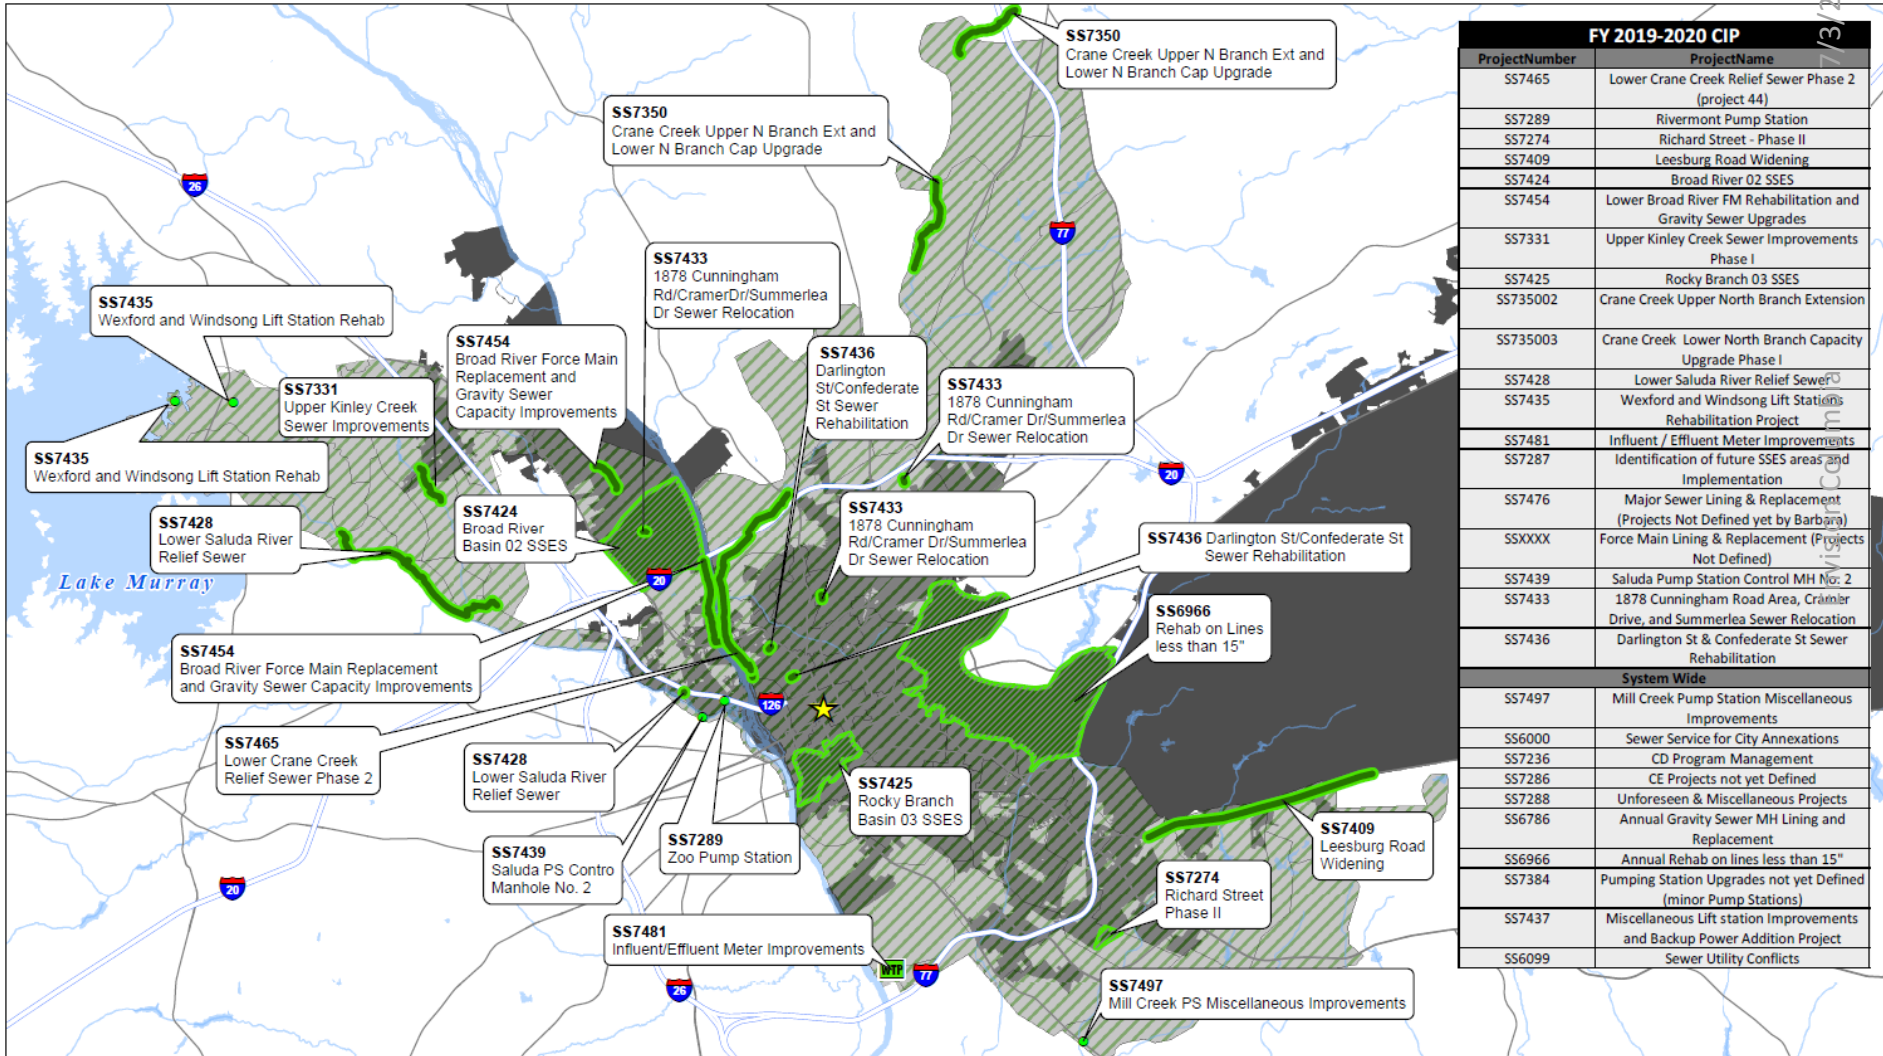 SS7350
Crane Creek Upper N Branch Ext and
Lower N Branch Cap Upgrade
SS7350
Crane Creek Upper N Branch Ext and
Lower N Branch Cap Upgrade
26
77
SS7433
1878 Cunningham
Rd/CramerDr/Summerlea
Dr Sewer Relocation
SS7435
Wexford and Windsong Lift Station Rehab
SS7454
Broad River Force Main
Replacement and
Gravity Sewer
Capacity Improvements
SS7436
Darlington
St/Confederate
St Sewer
Rehabilitation
SS7433
1878 Cunningham
Rd/Cramer Dr/Summerlea
Dr Sewer Relocation
SS7331
Upper Kinley Creek
Sewer Improvements
SS7435
Wexford and Windsong Lift Station Rehab
20
SS7428
Lower Saluda River
Relief Sewer
SS7424
Broad River
Basin 02 SSES
SS7433
1878 Cunningham
Rd/Cramer Dr/Summerlea
Dr Sewer Relocation
SS7436 Darlington St/Confederate St
Sewer Rehabilitation
Lake Murray
20
SS6966
Rehab on Lines
less than 15"
SS7454
Broad River Force Main Replacement
and Gravity Sewer Capacity Improvements
126
SS7465
Lower Crane Creek
Relief Sewer Phase 2
SS7428
Lower Saluda River
Relief Sewer
SS7425
Rocky Branch
Basin 03 SSES
SS7439
Saluda PS Contro
Manhole No. 2
SS7289
Zoo Pump Station
SS7409
Leesburg Road
Widening
SS7274
Richard Street
Phase II
20
SS7481
Influent/Effluent Meter Improvements
WTP
77
26
SS7497
Mill Creek PS Miscellaneous Improvements
FY 2019-2020 CIP
ProjectNumber ProjectName
SS7465 Lower Crane Creek Relief Sewer Phase 2
(project 44)
SS7289 Rivermont Pump Station
SS7274 Richard Street - Phase II
SS7409 Leesburg Road Widening
SS7424 Broad River 02 SSES
SS7454 Lower Broad River FM Rehabilitation and
Gravity Sewer Upgrades
SS7331 Upper Kinley Creek Sewer Improvements
Phase I
SS7425 Rocky Branch 03 SSES
SS735002 Crane Creek Upper North Branch Extension
SS735003 Crane Creek Lower North Branch Capacity
Upgrade Phase I
SS7428 Lower Saluda River Relief Sewer
SS7435 Wexford and Windsong Lift Stations
Rehabilitation Project
SS7481 Influent / Effluent Meter Improvements
SS7287 Identification of future SSES areas and
Implementation
SS7476 Major Sewer Lining & Replacement
(Projects Not Defined yet by Barbara)
SSXXXX Force Main Lining & Replacement (Projects
Not Defined)
SS7439 Saluda Pump Station Control MH No. 2
SS7433 1878 Cunningham Road Area, Cramer
Drive, and Summerlea Sewer Relocation
SS7436 Darlington St & Confederate St Sewer
Rehabilitation
System Wide
SS7497 Mill Creek Pump Station Miscellaneous
Improvements
SS6000 Sewer Service for City Annexations
SS7236 CD Program Management
SS7286 CE Projects not yet Defined
SS7288 Unforeseen & Miscellaneous Projects
SS6786 Annual Gravity Sewer MH Lining and
Replacement
SS6966 Annual Rehab on lines less than 15"
SS7384 Pumping Station Upgrades not yet Defined
(minor Pump Stations)
SS7437 Miscellaneous Lift station Improvements
and Backup Power Addition Project
SS6099 Sewer Utility Conflicts
7/3/2